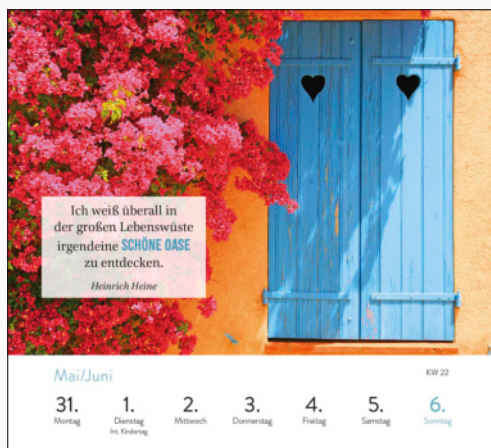 Ich weiß überall in
der großen Lebenswüste
irgendeine SCHÖNE OASE
zu entdecken.
Heinrich Heine
Mai/Juni
KW 22
31. 1. 2. 3. 4. 5. 6.
Montag Dienstag Mittwoch Donnerstag Freitag Samstag Sonntag
Int. Kindertag